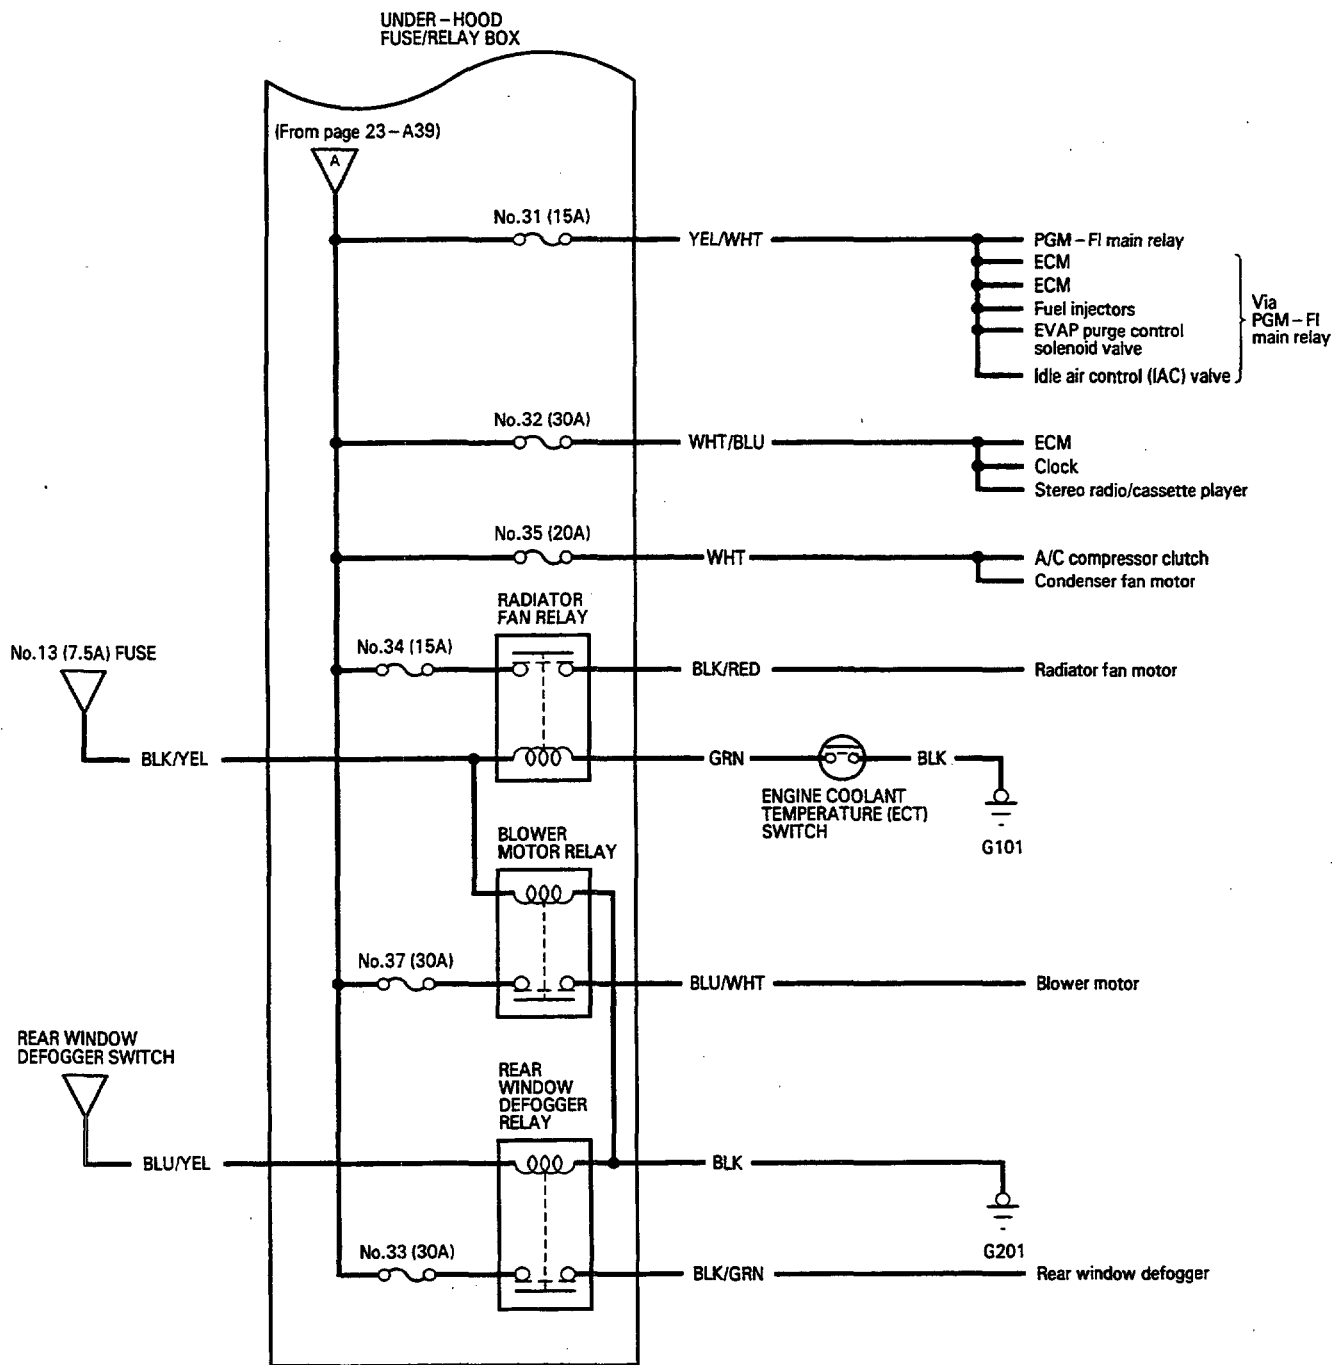 UNDER-HOOD
FUSE/RELAY BOX
(From page 23-A39)
A
No.31 (15A)
YEL/WHT
PGM-FI main relay
ECM
ECM
Fuel injectors
EVAP purge control
solenoid valve
Idle air control (IAC) valve
Via
PGM-FI
main relay
No.32 (30A)
WHT/BLU
ECM
Clock
Stereo radio/cassette player
No.35 (20A)
WHT
A/C compressor clutch
Condenser fan motor
RADIATOR
FAN RELAY
No.34 (15A)
BLK/RED
Radiator fan motor
No.13 (7.5A) FUSE
BLK/YEL
GRN
BLK
ENGINE COOLANT
TEMPERATURE (ECT)
SWITCH
G101
BLOWER
MOTOR RELAY
No.37 (30A)
BLU/WHT
Blower motor
REAR WINDOW
DEFOGGER SWITCH
REAR
WINDOW
DEFOGGER
RELAY
BLU/YEL
BLK
G201
No.33 (30A)
BLK/GRN
Rear window defogger